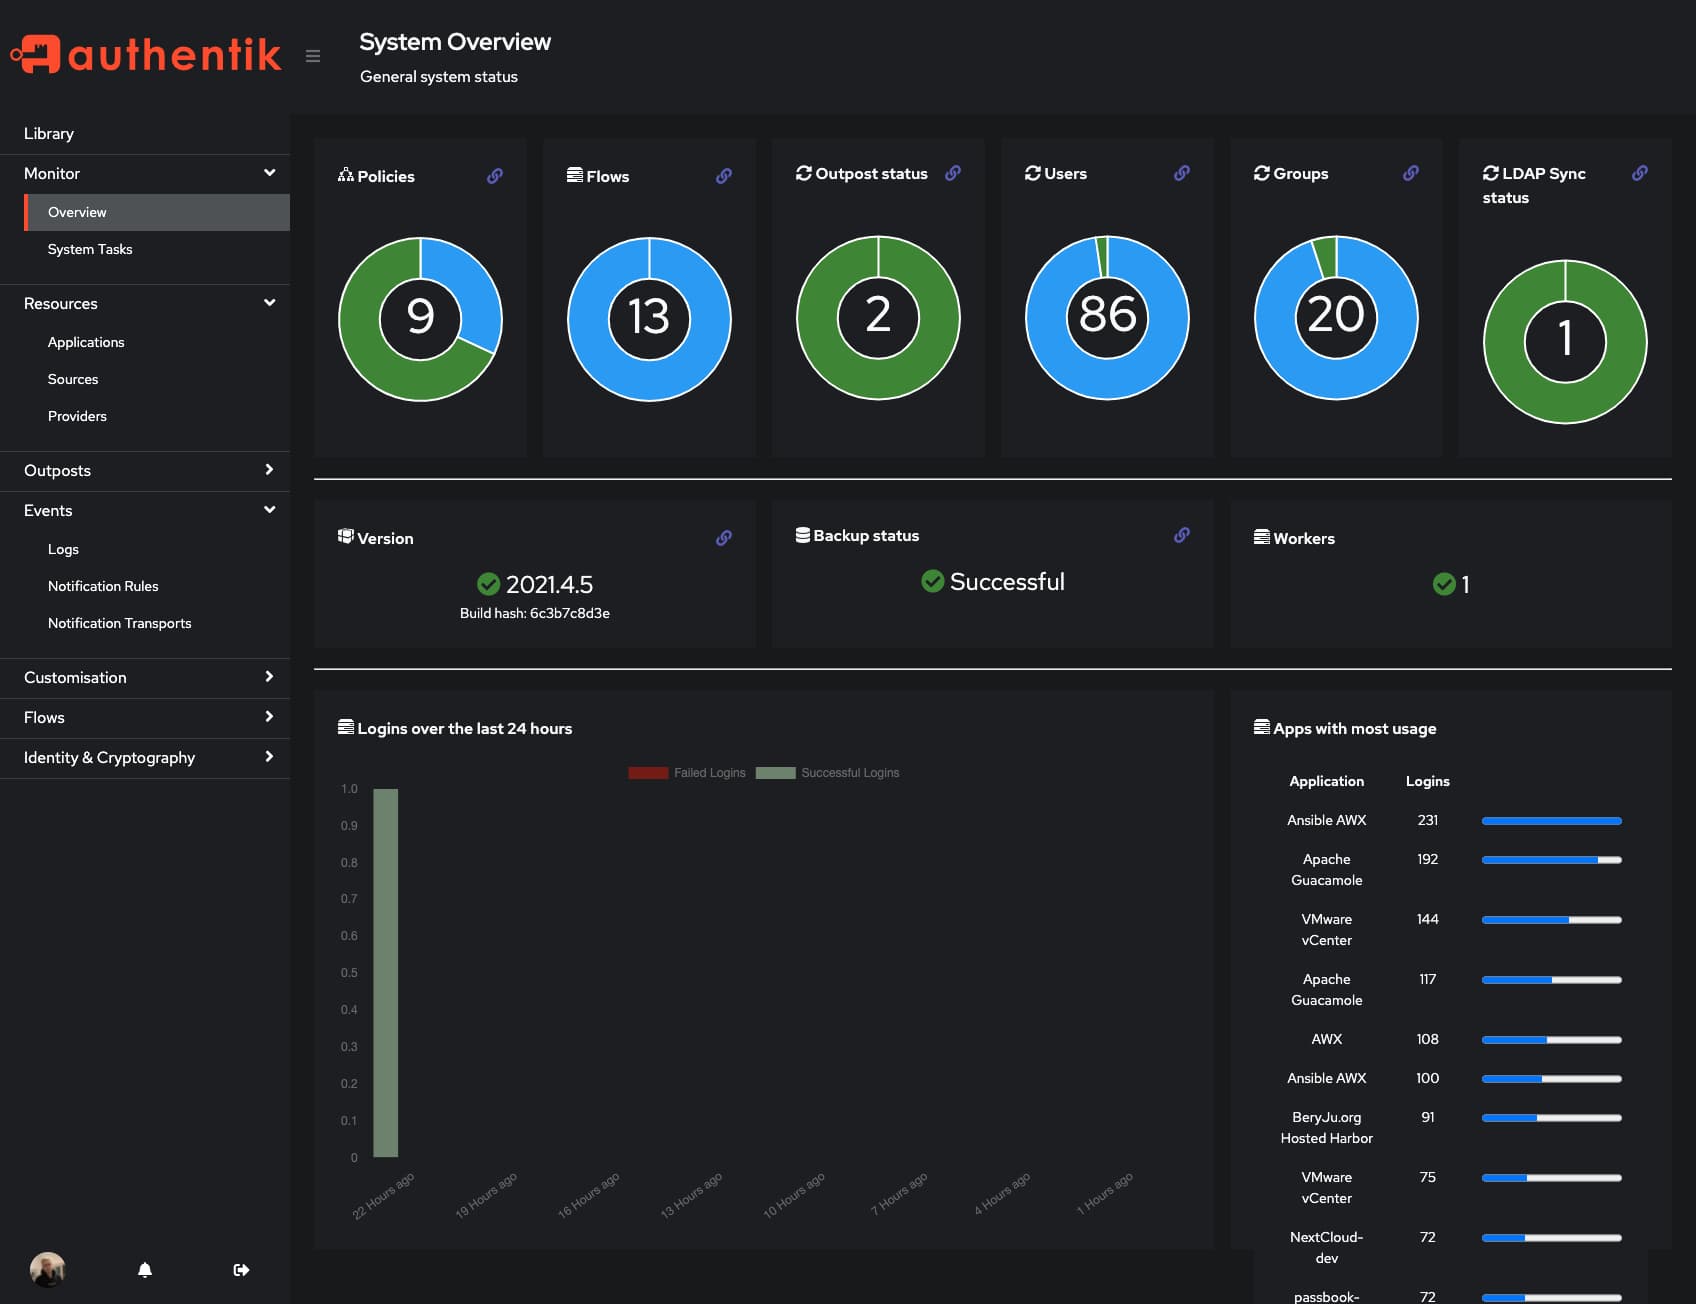 authentik
System Overview
General system status
Library
Monitor
Overview
System Tasks
Resources
Applications
Sources
Providers
Outposts
Events
Logs
Notification Rules
Notification Transports
Customisation
Flows
Identity & Cryptography
Policies
9
Flows
13
Outpost status
2
Users
86
Groups
20
LDAP Sync
status
1
Version
2021.4.5
Build hash: 6c3b7c8d3e
Backup status
Successful
Workers
1
Logins over the last 24 hours
Failed Logins Successful Logins
1.0
0.9
0.8
0.7
0.6
0.5
0.4
0.3
0.2
0.1
0
22 Hours ago
19 Hours ago
16 Hours ago
13 Hours ago
10 Hours ago
7 Hours ago
4 Hours ago
1 Hours ago
Apps with most usage
Application Logins
Ansible AWX 231
Apache 192
Guacamole
VMware 144
vCenter
Apache 117
Guacamole
AWX 108
Ansible AWX 100
BeryJu.org 91
Hosted Harbor
VMware 75
vCenter
NextCloud- 72
dev
passbook- 72